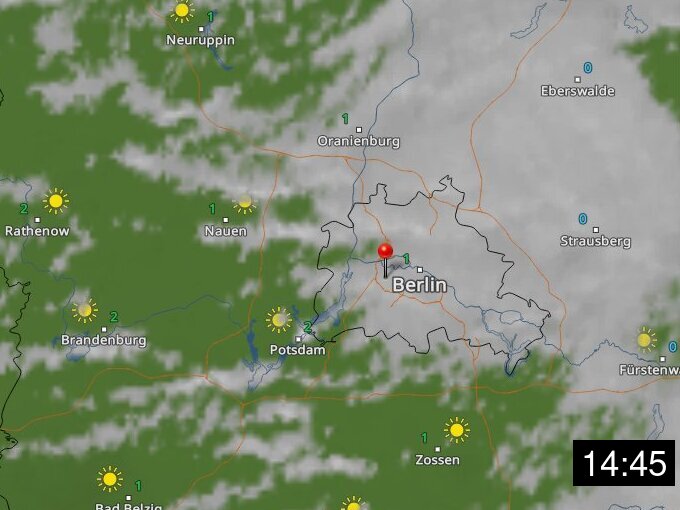 1
Neuruppin
0
Eberswalde
1
Oranienburg
2
Rathenow
1
Nauen
0
Strausberg
1
Berlin
2
Brandenburg
2
Potsdam
0
Fürstenwa
1
Zossen
14:45
1
Bad Belzig